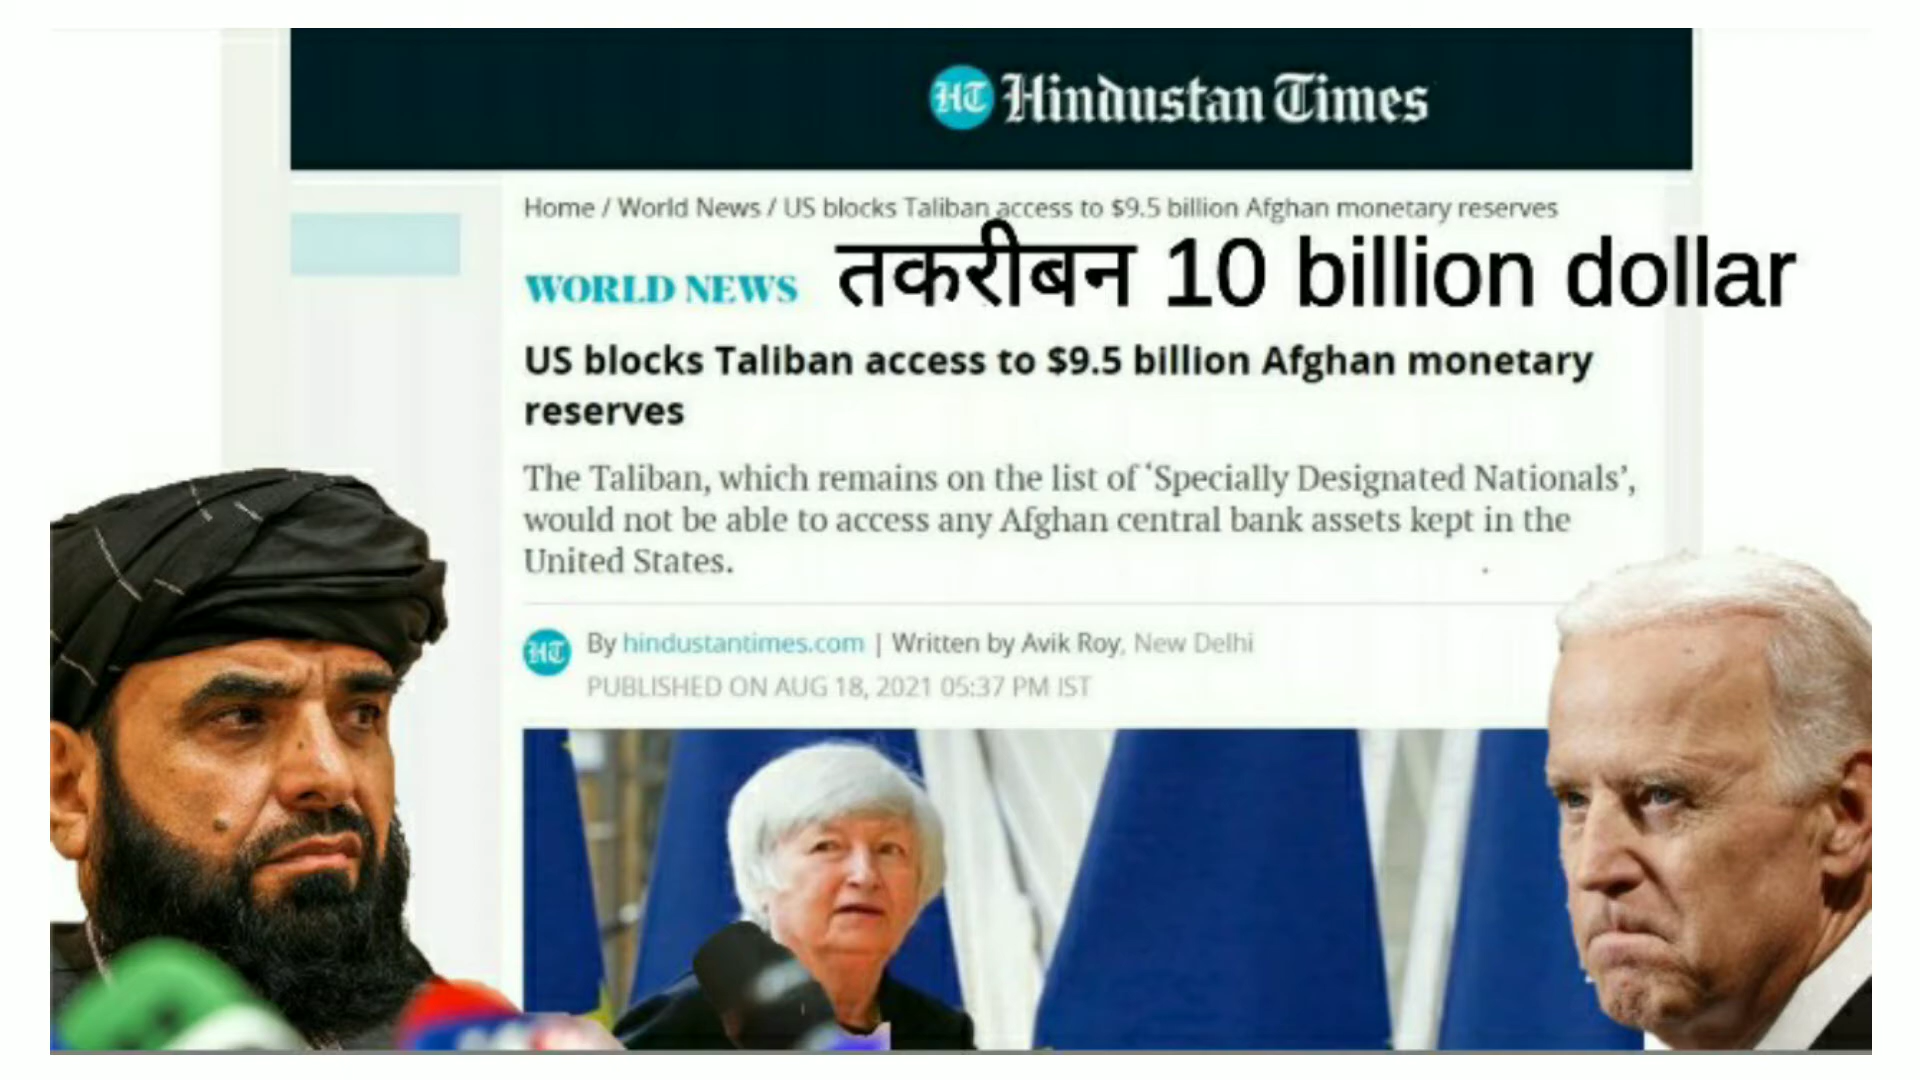 HT Hindustan Times
Home / World News / US blocks Taliban access to $9.5 billion Afghan monetary reserves
तकरीबन 10 billion dollar
WORLD NEWS
US blocks Taliban access to $9.5 billion Afghan monetary
reserves
The Taliban, which remains on the list of ‘Specially Designated Nationals’,
would not be able to access any Afghan central bank assets kept in the
United States.
HT By hindustantimes.com | Written by Avik Roy, New Delhi
PUBLISHED ON AUG 18, 2021 05:37 PM IST